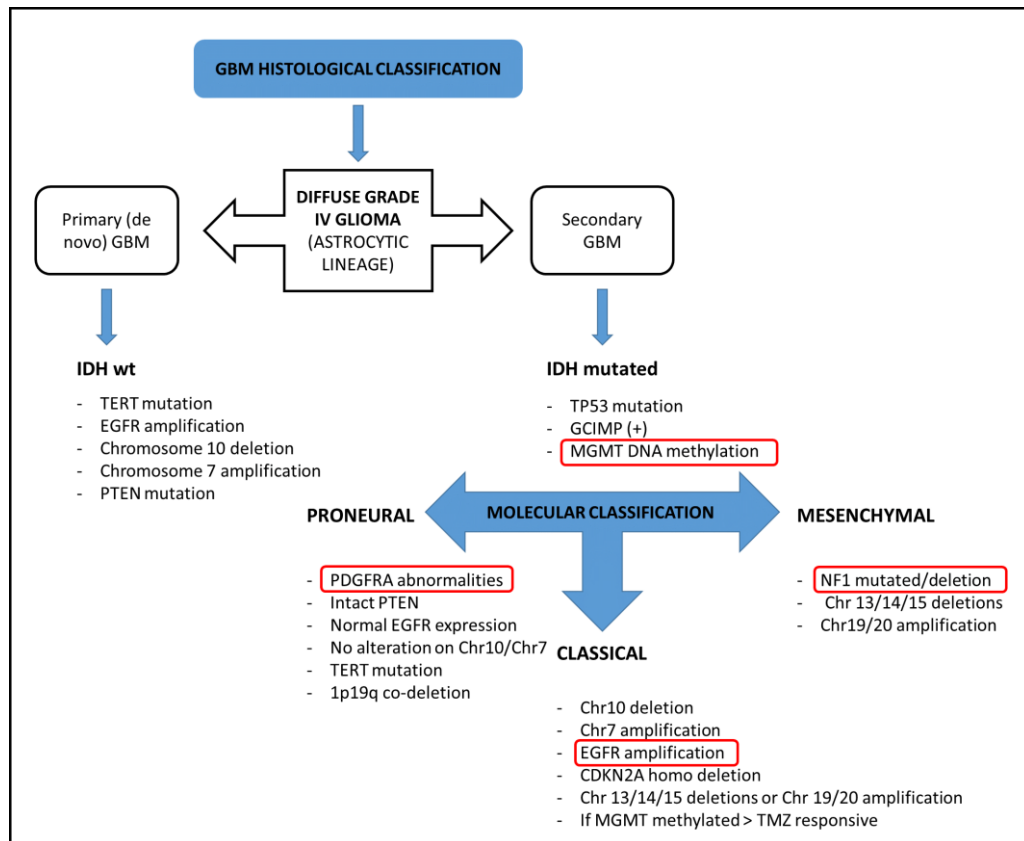 GBM HISTOLOGICAL CLASSIFICATION
Primary (de
novo) GBM
DIFFUSE GRADE
IV GLIOMA
(ASTROCYTIC
LINEAGE)
Secondary
GBM
IDH wt
- TERT mutation
- EGFR amplification
- Chromosome 10 deletion
- Chromosome 7 amplification
- PTEN mutation
IDH mutated
- TP53 mutation
- GCIMP (+)
- MGMT DNA methylation
MOLECULAR CLASSIFICATION
PRONEURAL
- PDGFRA abnormalities
- Intact PTEN
- Normal EGFR expression
- No alteration on Chr10/Chr7
- TERT mutation
- 1p19q co-deletion
CLASSICAL
- Chr10 deletion
- Chr7 amplification
- EGFR amplification
- CDKN2A homo deletion
- Chr 13/14/15 deletions or Chr 19/20 amplification
- If MGMT methylated > TMZ responsive
MESENCHYMAL
- NF1 mutated/deletion
- Chr 13/14/15 deletions
- Chr19/20 amplification